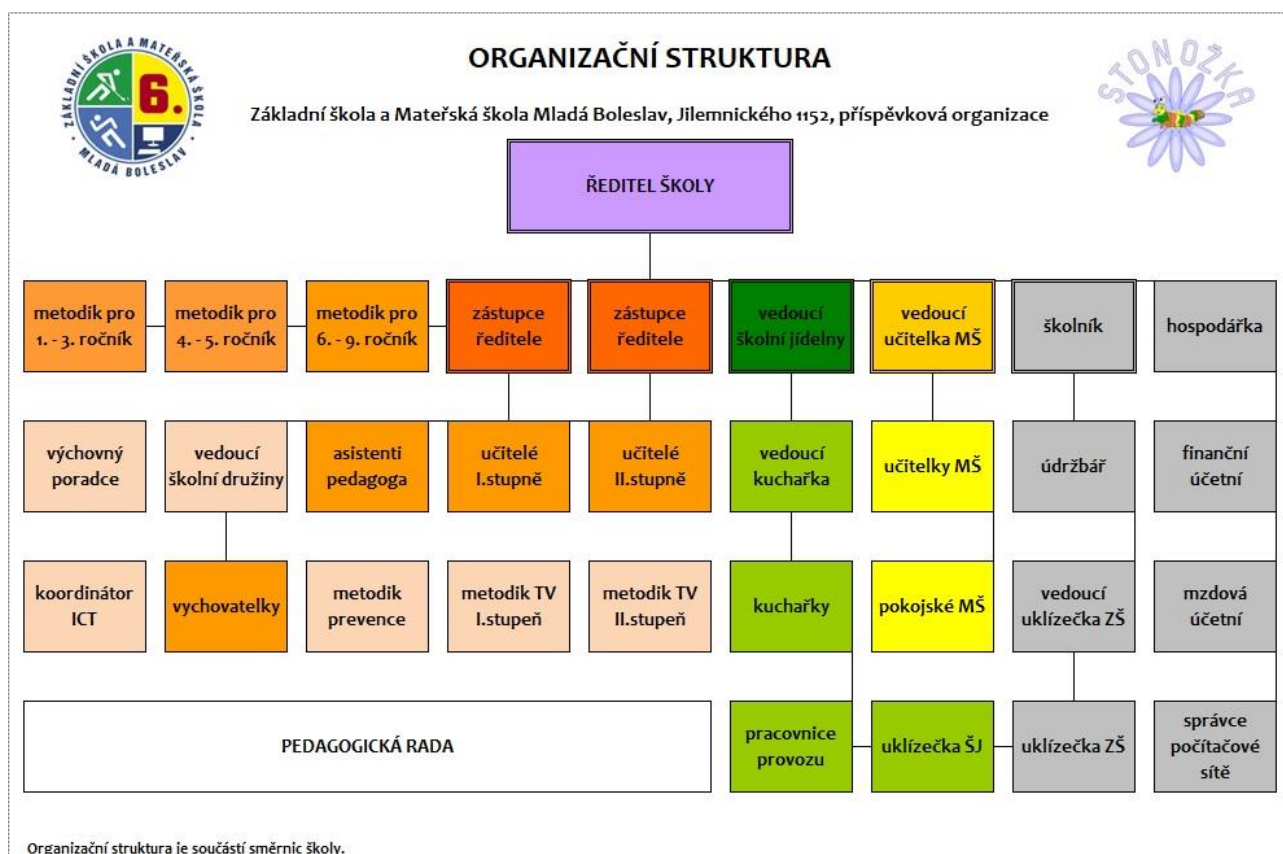 ZÁKLADNÍ ŠKOLA A MATEŘSKÁ ŠKOLA
6.
MLADÁ BOLESLAV
ORGANIZAČNÍ STRUKTURA
STONOŽKA
Základní škola a Mateřská škola Mladá Boleslav, Jilemnického 1152, příspěvková organizace
ŘEDITEL ŠKOLY
metodik pro
1. - 3. ročník
metodik pro
4. - 5. ročník
metodik pro
6. - 9. ročník
zástupce
ředitele
zástupce
ředitele
vedoucí
školní jídelny
vedoucí
učitelka MŠ
školník
hospodářka
výchovný
poradce
vedoucí
školní družiny
asistenti
pedagoga
učitelé
I.stupně
učitelé
II.stupně
vedoucí
kuchařka
učitelky MŠ
údržbář
finanční
účetní
koordinátor
ICT
vychovatelky
metodik
prevence
metodik TV
I.stupeň
metodik TV
II.stupeň
kuchařky
pokojské MŠ
vedoucí
uklízečka ZŠ
mzdová
účetní
PEDAGOGICKÁ RADA
pracovnice
provozu
uklízečka ŠJ
uklízečka ZŠ
správce
počítačové
sítě
Organizační struktura je součástí směrnic školy.